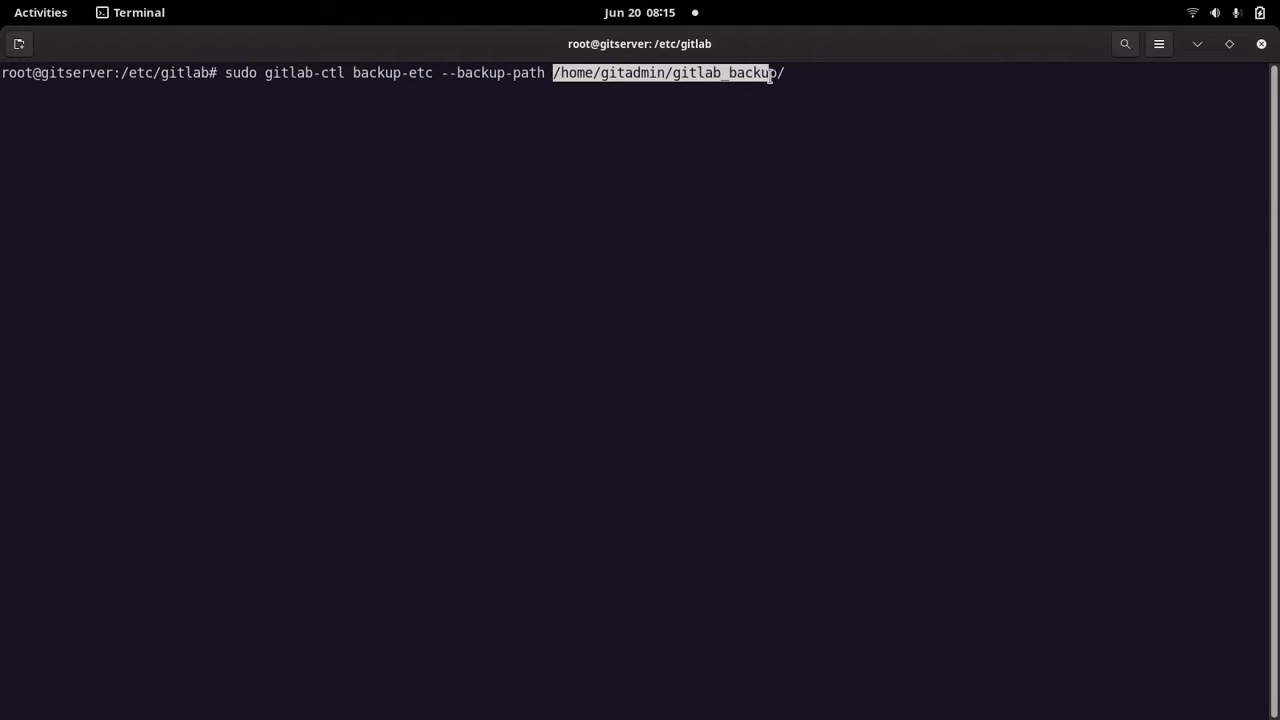 Activities
Terminal
Jun 20 08:15
root@gitserver: /etc/gitlab
root@gitserver:/etc/gitlab# sudo gitlab-ctl backup-etc --backup-path /home/gitadmin/gitlab_backup/